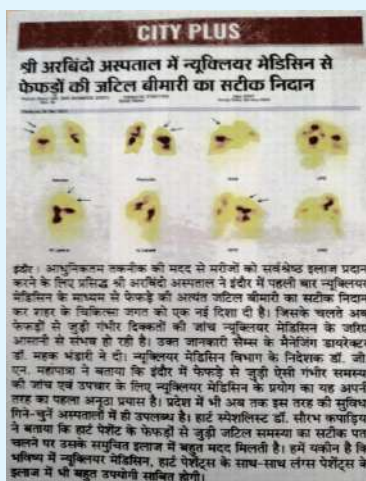 CITY PLUS
श्री अरबिंदो अस्पताल में न्यूक्लियर मेडिसिन से
फेफड़ों की जटिल बीमारी का सटीक निदान
इंदौर। आधुनिकतम तकनीक की मदद से मरीजों को सर्वश्रेष्ठ इलाज प्रदान
करने के लिए प्रसिद्ध श्री अरबिंदो अस्पताल ने इंदौर में पहली बार न्यूक्लियर
मेडिसिन के माध्यम से फेफड़े की अत्यंत जटिल बीमारी का सटीक निदान
कर शहर के चिकित्सा जगत को एक नई दिशा दी है। जिसके चलते अब
फेफड़ों से जुड़ी गंभीर दिक्कतों की जांच न्यूक्लियर मेडिसिन के जरिए
आसानी से संभव हो रही है। उक्त जानकारी सैम्स के मैनेजिंग डायरेक्टर
डॉ. महक भंडारी ने दी। न्यूक्लियर मेडिसिन विभाग के निदेशक डॉ. जी.
एन. महापात्रा ने बताया कि इंदौर में फेफड़े से जुड़ी ऐसी गंभीर समस्या
की जांच एवं उपचार के लिए न्यूक्लियर मेडिसिन के प्रयोग का यह अपनी
तरह का पहला अनूठा प्रयास है। प्रदेश में भी अब तक इस तरह की सुविधा
गिने-चुनें अस्पतालों में ही उपलब्ध है। हार्ट स्पेशलिस्ट डॉ. सौरभ कपाड़िया
ने बताया कि हार्ट पेशेंट के फेफड़ों से जुड़ी जटिल समस्या का सटीक पता
चलने पर उसके समुचित इलाज में बहुत मदद मिलती है। हमें यकीन है कि
भविष्य में न्यूक्लियर मेडिसिन, हार्ट पेशेंट्स के साथ-साथ लंग्स पेशेंट्स के
इलाज में भी बहुत उपयोगी साबित होगी।